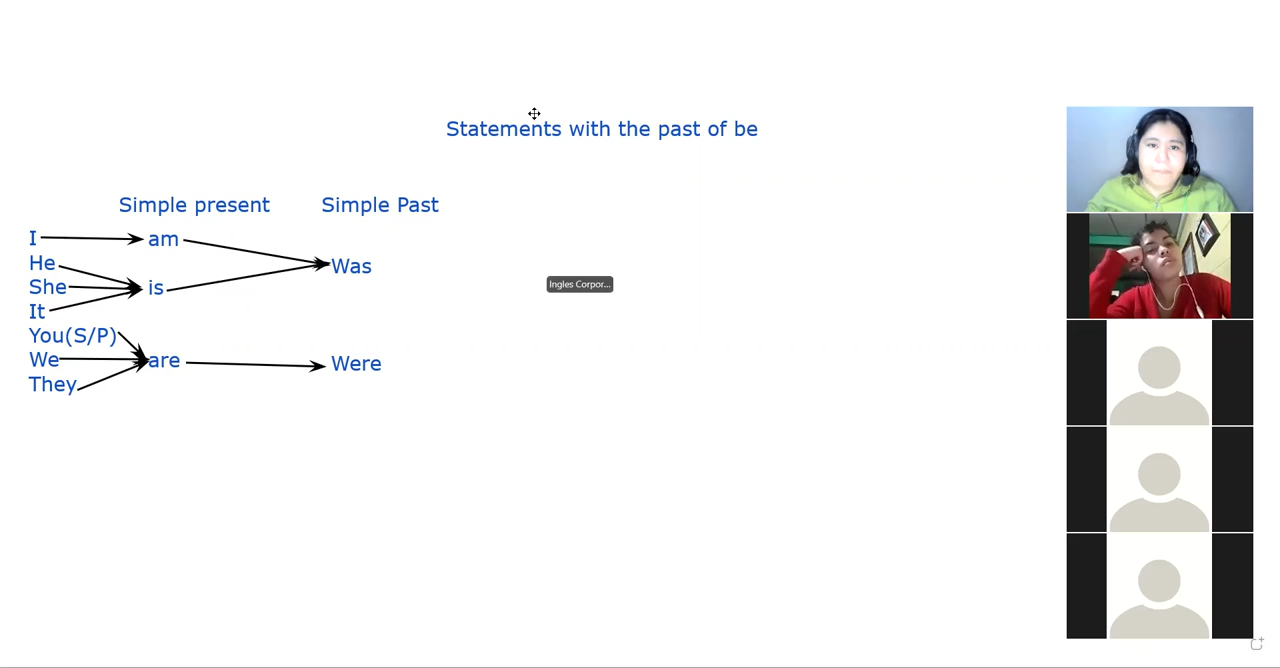 Statements with the past of be
Simple present Simple Past
I am
He Was
She is
It
You(S/P)
We are Were
They
Ingles Corpor...